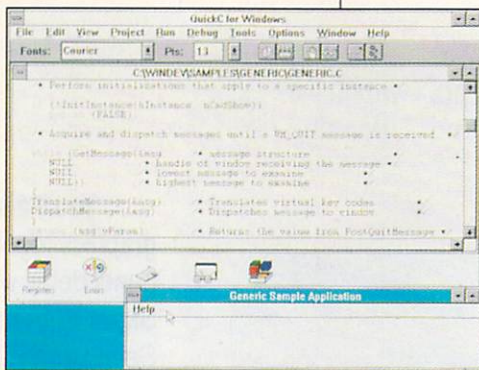 QuickC for Windows
File Edit View Project Run Debug Tools Options Window Help
Fonts: Courier Pts: 13
C:\WINDEV\SAMPLES\GENERIC\GENERIC.C
* Perform initializations that apply to a specific instance *
(!InitInstance(hInstance, nCmdShow))
(FALSE)
* Acquire and dispatch messages until a WM_QUIT message is received *
(GetMessage(&msg /* message structure */
NULL, /* handle of window receiving the message */
NULL, /* lowest message to examine */
NULL)) /* highest message to examine */
TranslateMessage(&msg) /* Translates virtual key codes */
DispatchMessage(&msg) /* Dispatches message to window */
}
(msg.wParam) /* Returns the value from PostQuitMessage */
Registers Errors
Generic Sample Application
Help